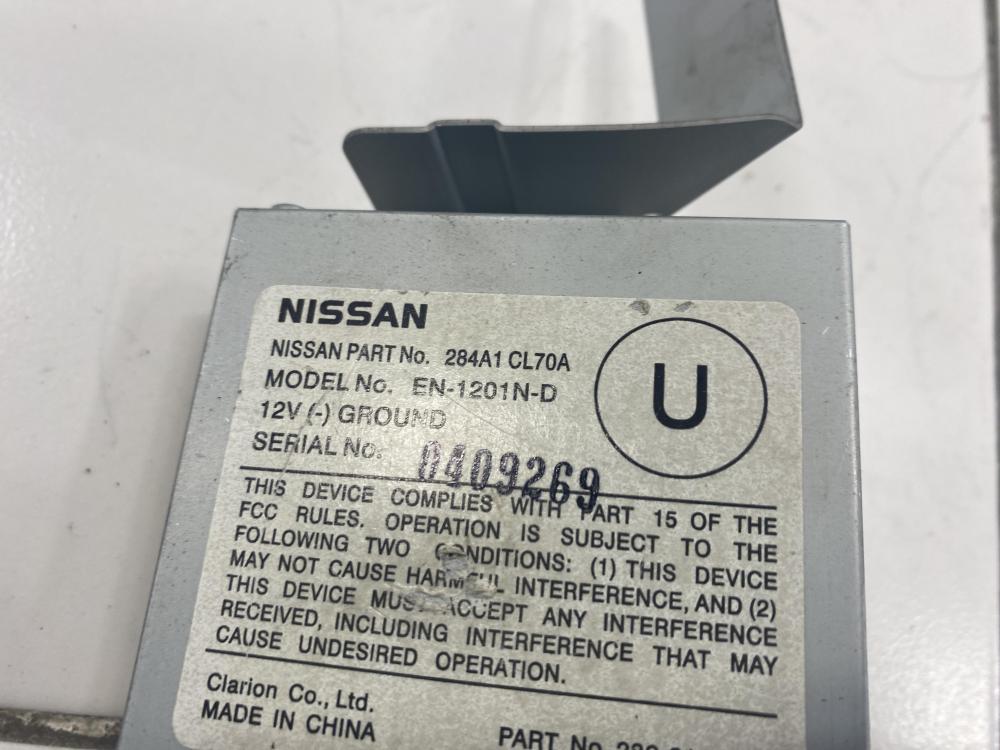 NISSAN
NISSAN PART No. 284A1 CL70A
MODEL No. EN-1201N-D
U
12V (-) GROUND
SERIAL No. 0409269
THIS DEVICE COMPLIES WITH PART 15 OF THE
FCC RULES. OPERATION IS SUBJECT TO THE
FOLLOWING TWO CONDITIONS: (1) THIS DEVICE
MAY NOT CAUSE HARMFUL INTERFERENCE, AND (2)
THIS DEVICE MUST ACCEPT ANY INTERFERENCE
RECEIVED, INCLUDING INTERFERENCE THAT MAY
CAUSE UNDESIRED OPERATION.
Clarion Co., Ltd.
MADE IN CHINA
PART No.